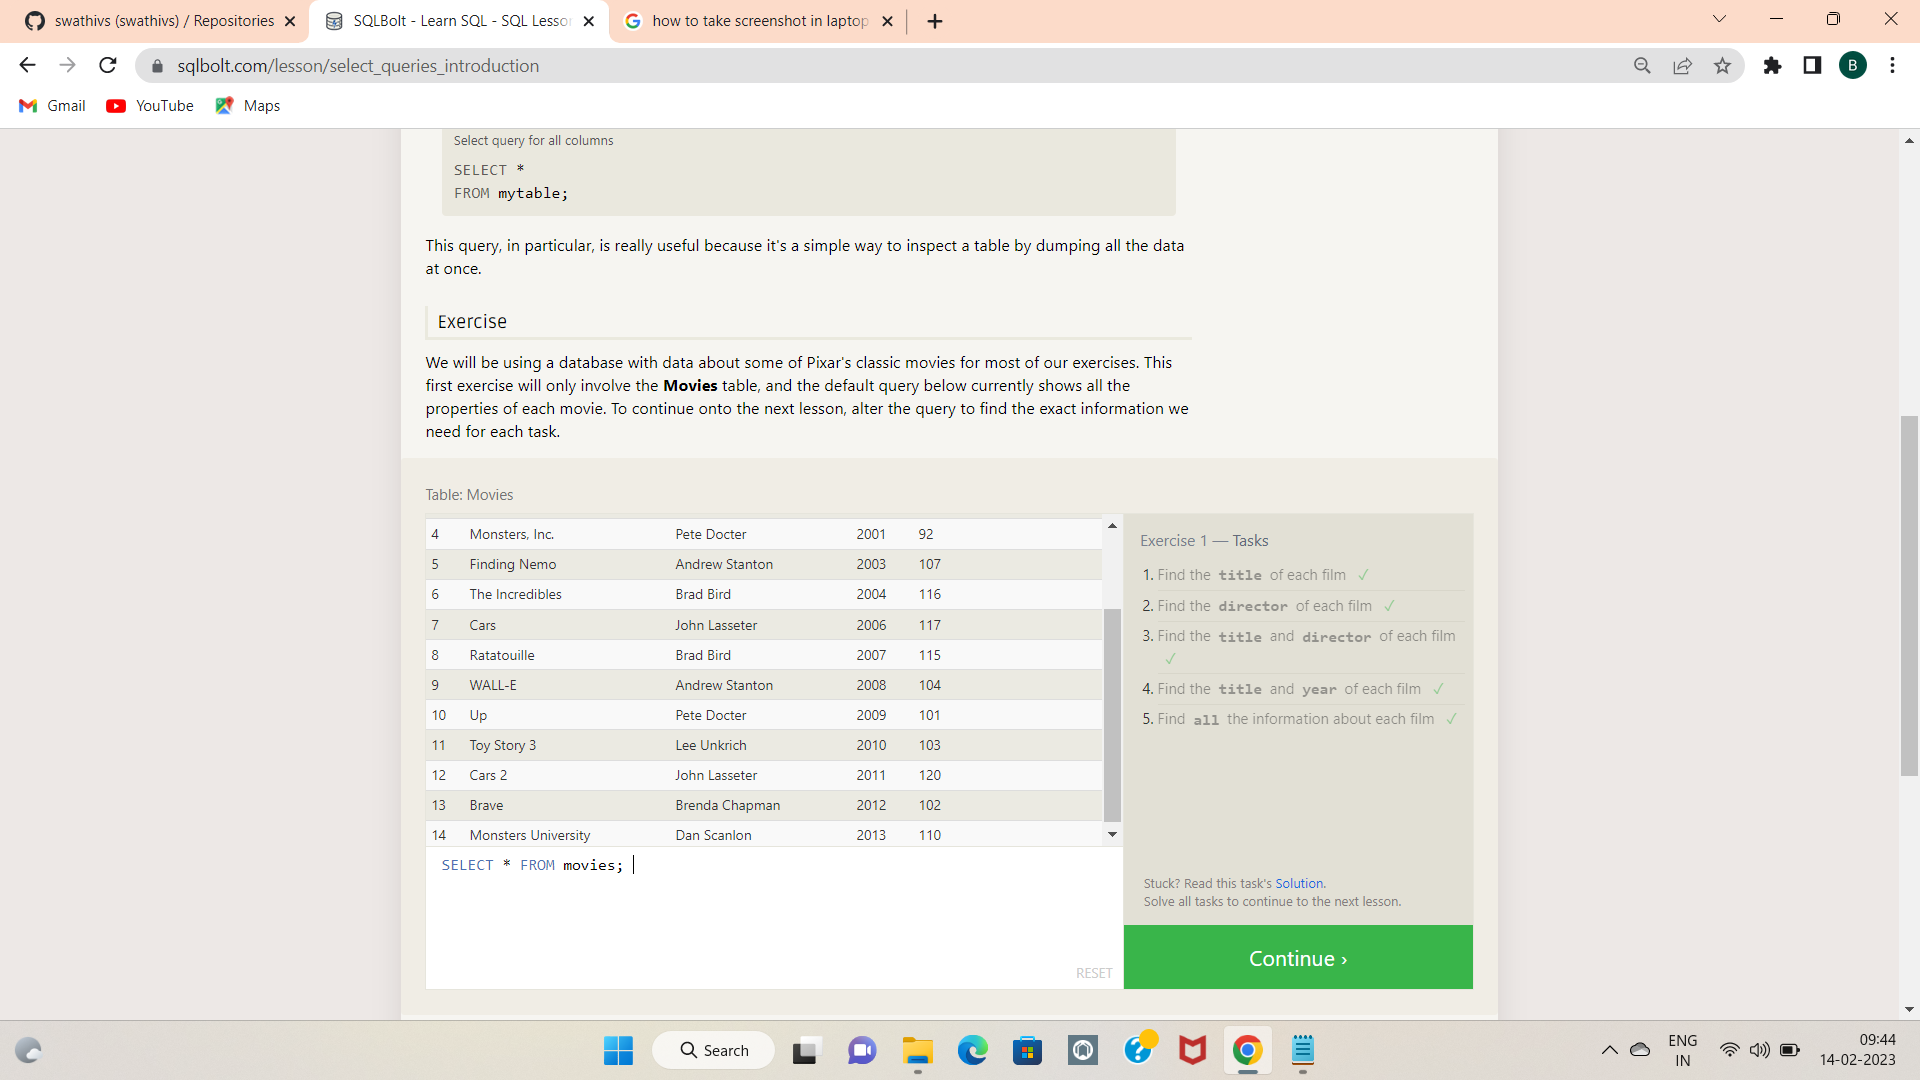 swathivs (swathivs) / Repositories
SQLBolt - Learn SQL - SQL Lesso
how to take screenshot in laptop
sqlbolt.com/lesson/select_queries_introduction
B
Gmail
YouTube
Maps
Select query for all columns
SELECT *
FROM mytable;
This query, in particular, is really useful because it's a simple way to inspect a table by dumping all the data
at once.
Exercise
We will be using a database with data about some of Pixar's classic movies for most of our exercises. This
first exercise will only involve the Movies table, and the default query below currently shows all the
properties of each movie. To continue onto the next lesson, alter the query to find the exact information we
need for each task.
Table: Movies
4 Monsters, Inc. Pete Docter 2001 92
5 Finding Nemo Andrew Stanton 2003 107
6 The Incredibles Brad Bird 2004 116
7 Cars John Lasseter 2006 117
8 Ratatouille Brad Bird 2007 115
9 WALL-E Andrew Stanton 2008 104
10 Up Pete Docter 2009 101
11 Toy Story 3 Lee Unkrich 2010 103
12 Cars 2 John Lasseter 2011 120
13 Brave Brenda Chapman 2012 102
14 Monsters University Dan Scanlon 2013 110
SELECT * FROM movies;
RESET
Exercise 1 — Tasks
1. Find the title of each film ✓
2. Find the director of each film ✓
3. Find the title and director of each film
✓
4. Find the title and year of each film ✓
5. Find all the information about each film ✓
Stuck? Read this task's Solution.
Solve all tasks to continue to the next lesson.
Continue ›
Search
ENG
IN
09:44
14-02-2023